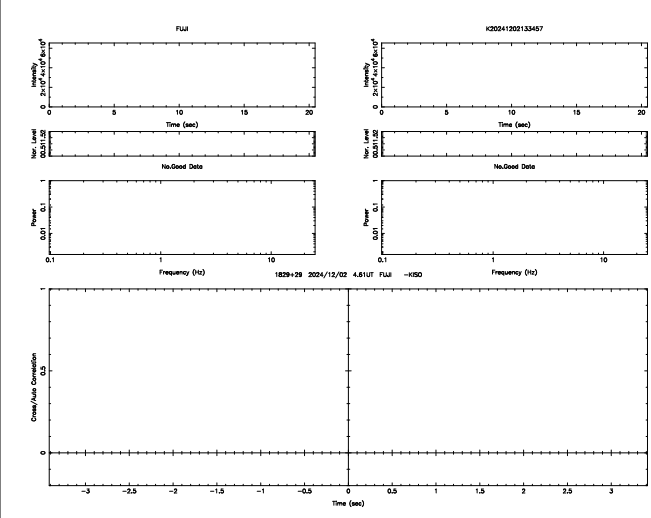 FUJI
K20241202133457
Intensity
0 2×10⁴ 4×10⁴ 6×10⁴
0 5 10 15 20
Time (sec)
Intensity
0 2×10⁴ 4×10⁴ 6×10⁴
0 5 10 15 20
Time (sec)
Nor. Level
0 0.5 1 1.5 2
Nor. Level
0 0.5 1 1.5 2
No.Good Data
No.Good Data
Power
0.01 0.1 1
0.1 1 10
Frequency (Hz)
Power
0.01 0.1 1
0.1 1 10
Frequency (Hz)
1829+29 2024/12/02 4.61UT FUJI -KISO
Cross/Auto Correlation
0 0.5 1
-3 -2.5 -2 -1.5 -1 -0.5 0 0.5 1 1.5 2 2.5 3
Time (sec)